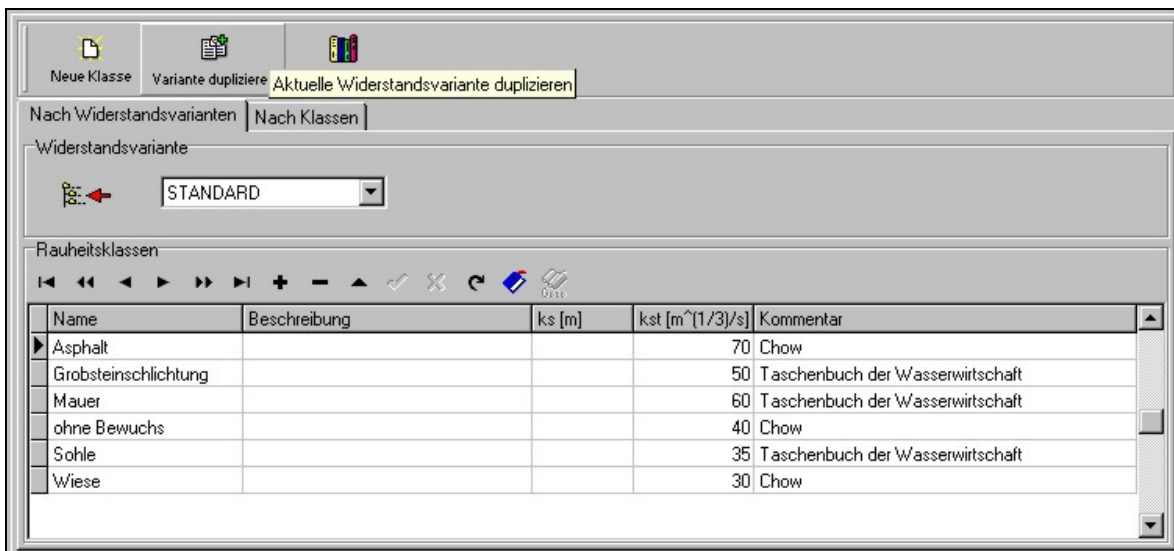 Neue Klasse Variante dupliziere
Aktuelle Widerstandsvariante duplizieren
Nach Widerstandsvarianten Nach Klassen
Widerstandsvariante
STANDARD
Rauheitsklassen
Name Beschreibung ks [m] kst [m^(1/3)/s] Kommentar
Asphalt 70 Chow
Grobsteinschlichtung 50 Taschenbuch der Wasserwirtschaft
Mauer 60 Taschenbuch der Wasserwirtschaft
ohne Bewuchs 40 Chow
Sohle 35 Taschenbuch der Wasserwirtschaft
Wiese 30 Chow